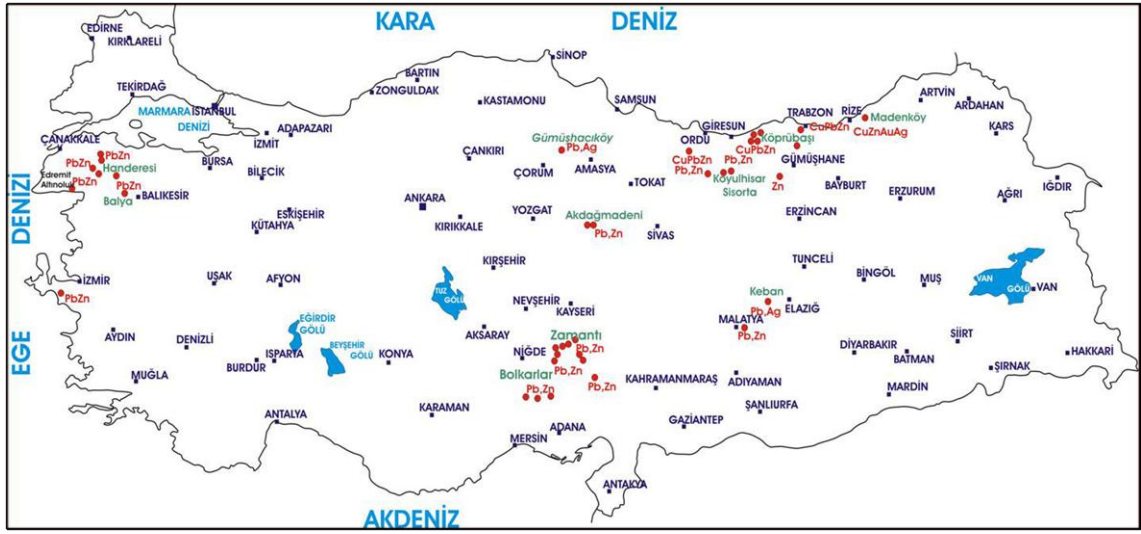 KARA DENİZ
EDİRNE
KIRKLARELİ
SİNOP
BARTIN
ZONGULDAK
TEKİRDAĞ
KASTAMONU
ARTVİN
ARDAHAN
MARMARA
DENİZİ
İSTANBUL
SAMSUN
TRABZON
RİZE
Madenköy
CuZnAuAg
CuPbZn
ADAPAZARI
İZMİT
ORDU
GİRESUN
Köprübaşı
KARS
ÇANAKKALE
Gümüşhacıköy
Pb,Ag
CuPbZn
CuPbZn
PbZn
PbZn
Handeresi
BURSA
ÇANKIRI
AMASYA
Pb,Zn
Pb,Zn
GÜMÜŞHANE
BİLECİK
ÇORUM
TOKAT
Koyulhisar
Sisorta
Zn
BAYBURT
ERZURUM
AĞRI
IĞDIR
Edremit
Altınoluk
PbZn
PbZn
Balya
BALIKESİR
ANKARA
ESKİŞEHİR
KÜTAHYA
KIRIKKALE
YOZGAT
Akdağmadeni
Pb,Zn
SİVAS
ERZİNCAN
EGE DENİZİ
İZMİR
PbZn
UŞAK
AFYON
KIRŞEHİR
TUNCELİ
BİNGÖL
MUŞ
VAN
GÖLÜ
VAN
TUZ
GÖLÜ
NEVŞEHİR
KAYSERİ
Keban
Pb,Ag
ELAZIĞ
EĞİRDİR
GÖLÜ
AKSARAY
MALATYA
Pb,Zn
AYDIN
DENİZLİ
BEYŞEHİR
GÖLÜ
Zamantı
Pb,Zn
SİİRT
BURDUR
ISPARTA
KONYA
NİĞDE
Pb,Zn
DİYARBAKIR
BATMAN
HAKKARİ
MUĞLA
Bolkarlar
Pb,Zn
Pb,Zn
KAHRAMANMARAŞ
ADIYAMAN
MARDİN
ŞIRNAK
ANTALYA
KARAMAN
ŞANLIURFA
GAZİANTEP
MERSİN
ADANA
ANTAKYA
AKDENİZ